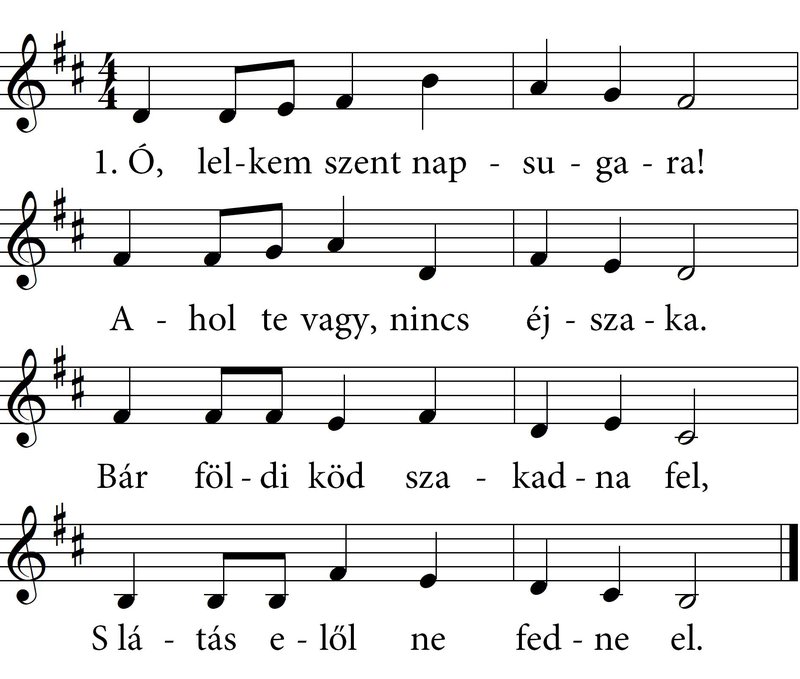 4
4
1. Ó, lel-kem szent nap - su - ga - ra!
A - hol te vagy, nincs éj - sza - ka.
Bár föl - di köd sza - kad - na fel,
S lá - tás e - lől ne fed - ne el.